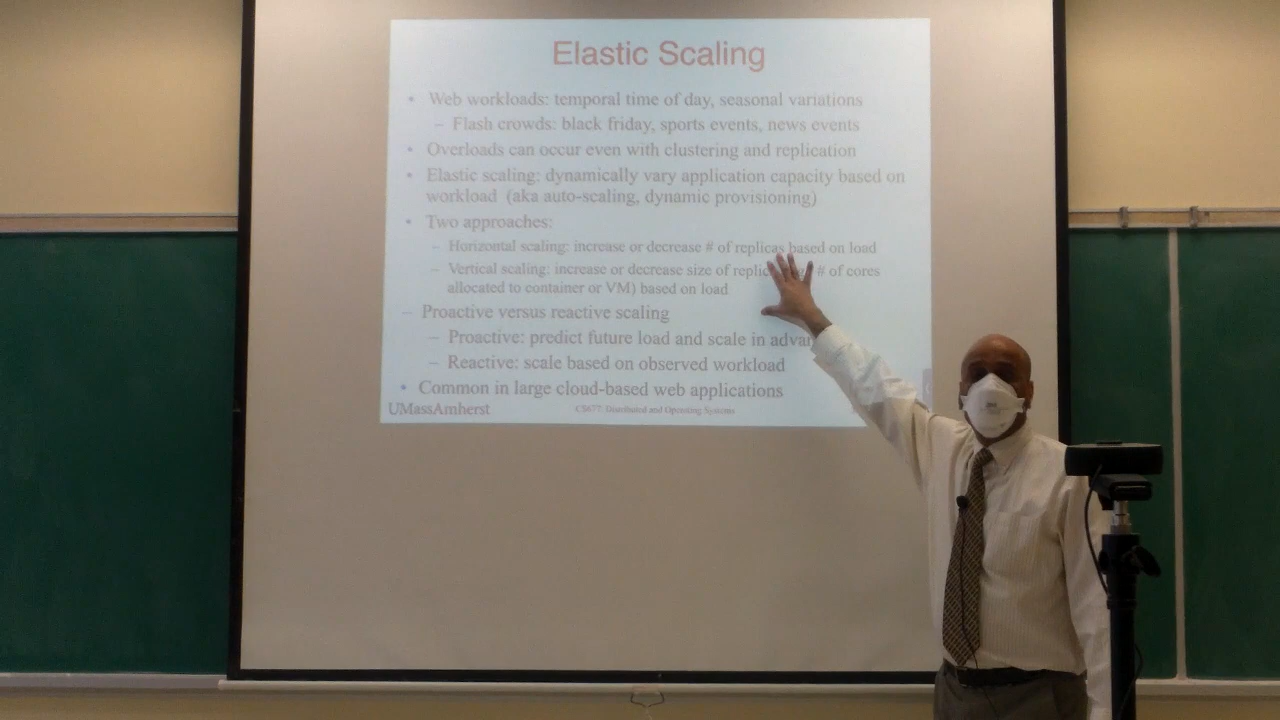 Elastic Scaling
• Web workloads: temporal time of day, seasonal variations
– Flash crowds: black friday, sports events, news events
• Overloads can occur even with clustering and replication
• Elastic scaling: dynamically vary application capacity based on
workload (aka auto-scaling, dynamic provisioning)
• Two approaches:
– Horizontal scaling: increase or decrease # of replicas based on load
– Vertical scaling: increase or decrease size of # of cores
allocated to container or VM) based on load
– Proactive versus reactive scaling
– Proactive: predict future load and scale in
– Reactive: scale based on observed workload
• Common in large cloud-based web applications
UMassAmherst CS677: Distributed and Operating Systems